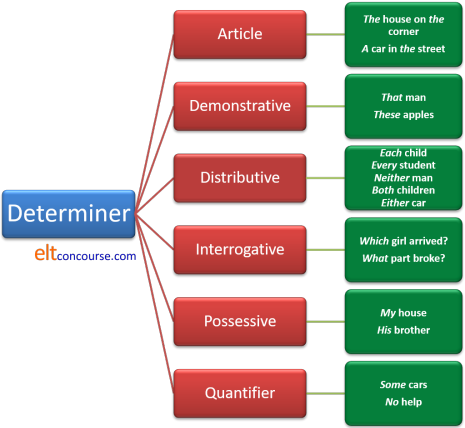 Determiner
eltconcourse.com
Article
The house on the
corner
A car in the street
Demonstrative
That man
These apples
Distributive
Each child
Every student
Neither man
Both children
Either car
Interrogative
Which girl arrived?
What part broke?
Possessive
My house
His brother
Quantifier
Some cars
No help